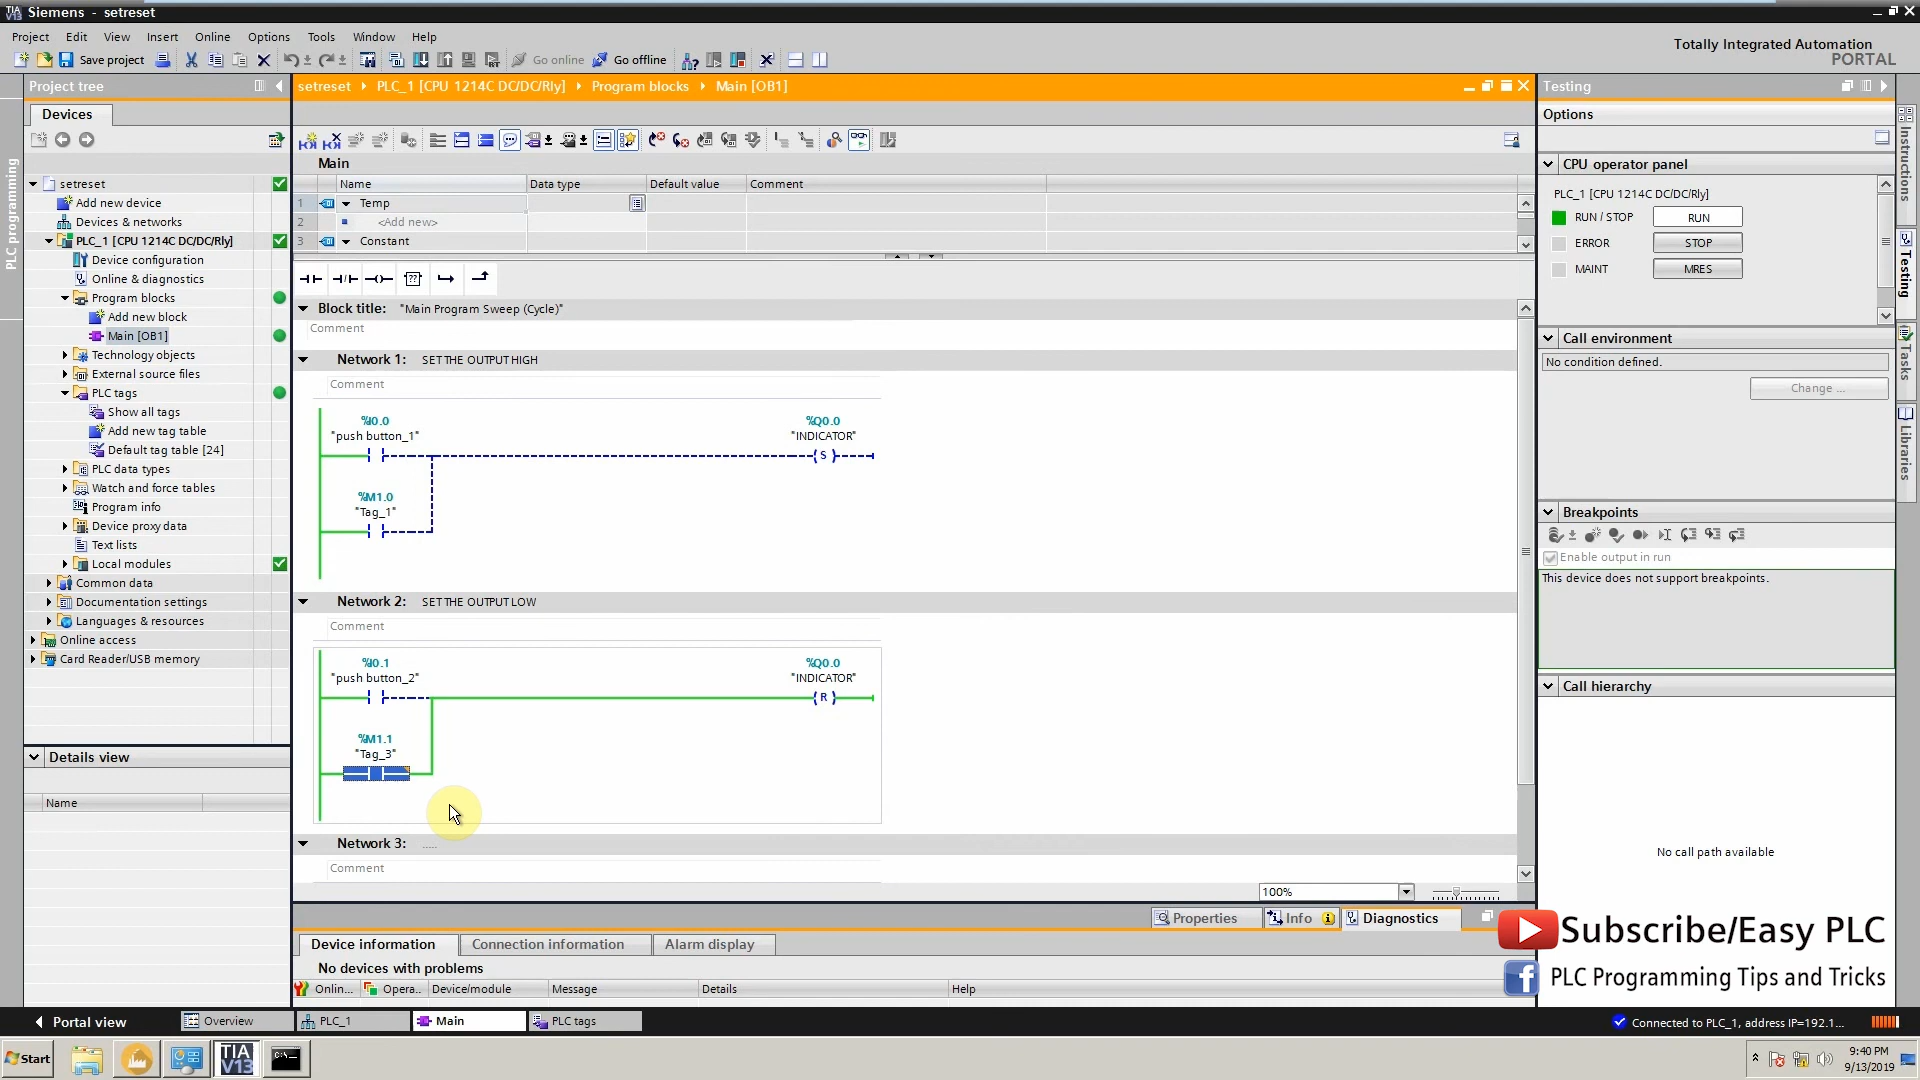 Siemens - setreset
Project Edit View Insert Online Options Tools Window Help
Totally Integrated Automation
PORTAL
Save project Go online Go offline
Project tree
setreset PLC_1 [CPU 1214C DC/DC/Rly] Program blocks Main [OB1]
Testing
Devices
Options
PLC programming
setreset
Add new device
Devices & networks
PLC_1 [CPU 1214C DC/DC/Rly]
Device configuration
Online & diagnostics
Program blocks
Add new block
Main [OB1]
Technology objects
External source files
PLC tags
Show all tags
Add new tag table
Default tag table [24]
PLC data types
Watch and force tables
Program info
Device proxy data
Text lists
Local modules
Common data
Documentation settings
Languages & resources
Online access
Card Reader/USB memory
Details view
Name
Main
Name Data type Default value Comment
1 Temp
2 <Add new>
3 Constant
??
Block title: "Main Program Sweep (Cycle)"
Comment
Network 1: SET THE OUTPUT HIGH
Comment
%I0.0 %Q0.0
"push button_1" "INDICATOR"
S
%M1.0
"Tag_1"
Network 2: SET THE OUTPUT LOW
Comment
%I0.1 %Q0.0
"push button_2" "INDICATOR"
R
%M1.1
"Tag_3"
Network 3: .....
Comment
100%
Properties Info Diagnostics
Device information Connection information Alarm display
No devices with problems
Onlin... Opera.. Device/module Message Details Help
CPU operator panel
PLC_1 [CPU 1214C DC/DC/Rly]
RUN / STOP RUN
ERROR STOP
MAINT MRES
Call environment
No condition defined.
Change ...
Breakpoints
Enable output in run
This device does not support breakpoints.
Call hierarchy
No call path available
Instructions
Testing
Tasks
Libraries
Subscribe/Easy PLC
f PLC Programming Tips and Tricks
Portal view Overview PLC_1 Main PLC tags
Connected to PLC_1, address IP=192.1...
Start
TIA V13
9:40 PM
9/13/2019